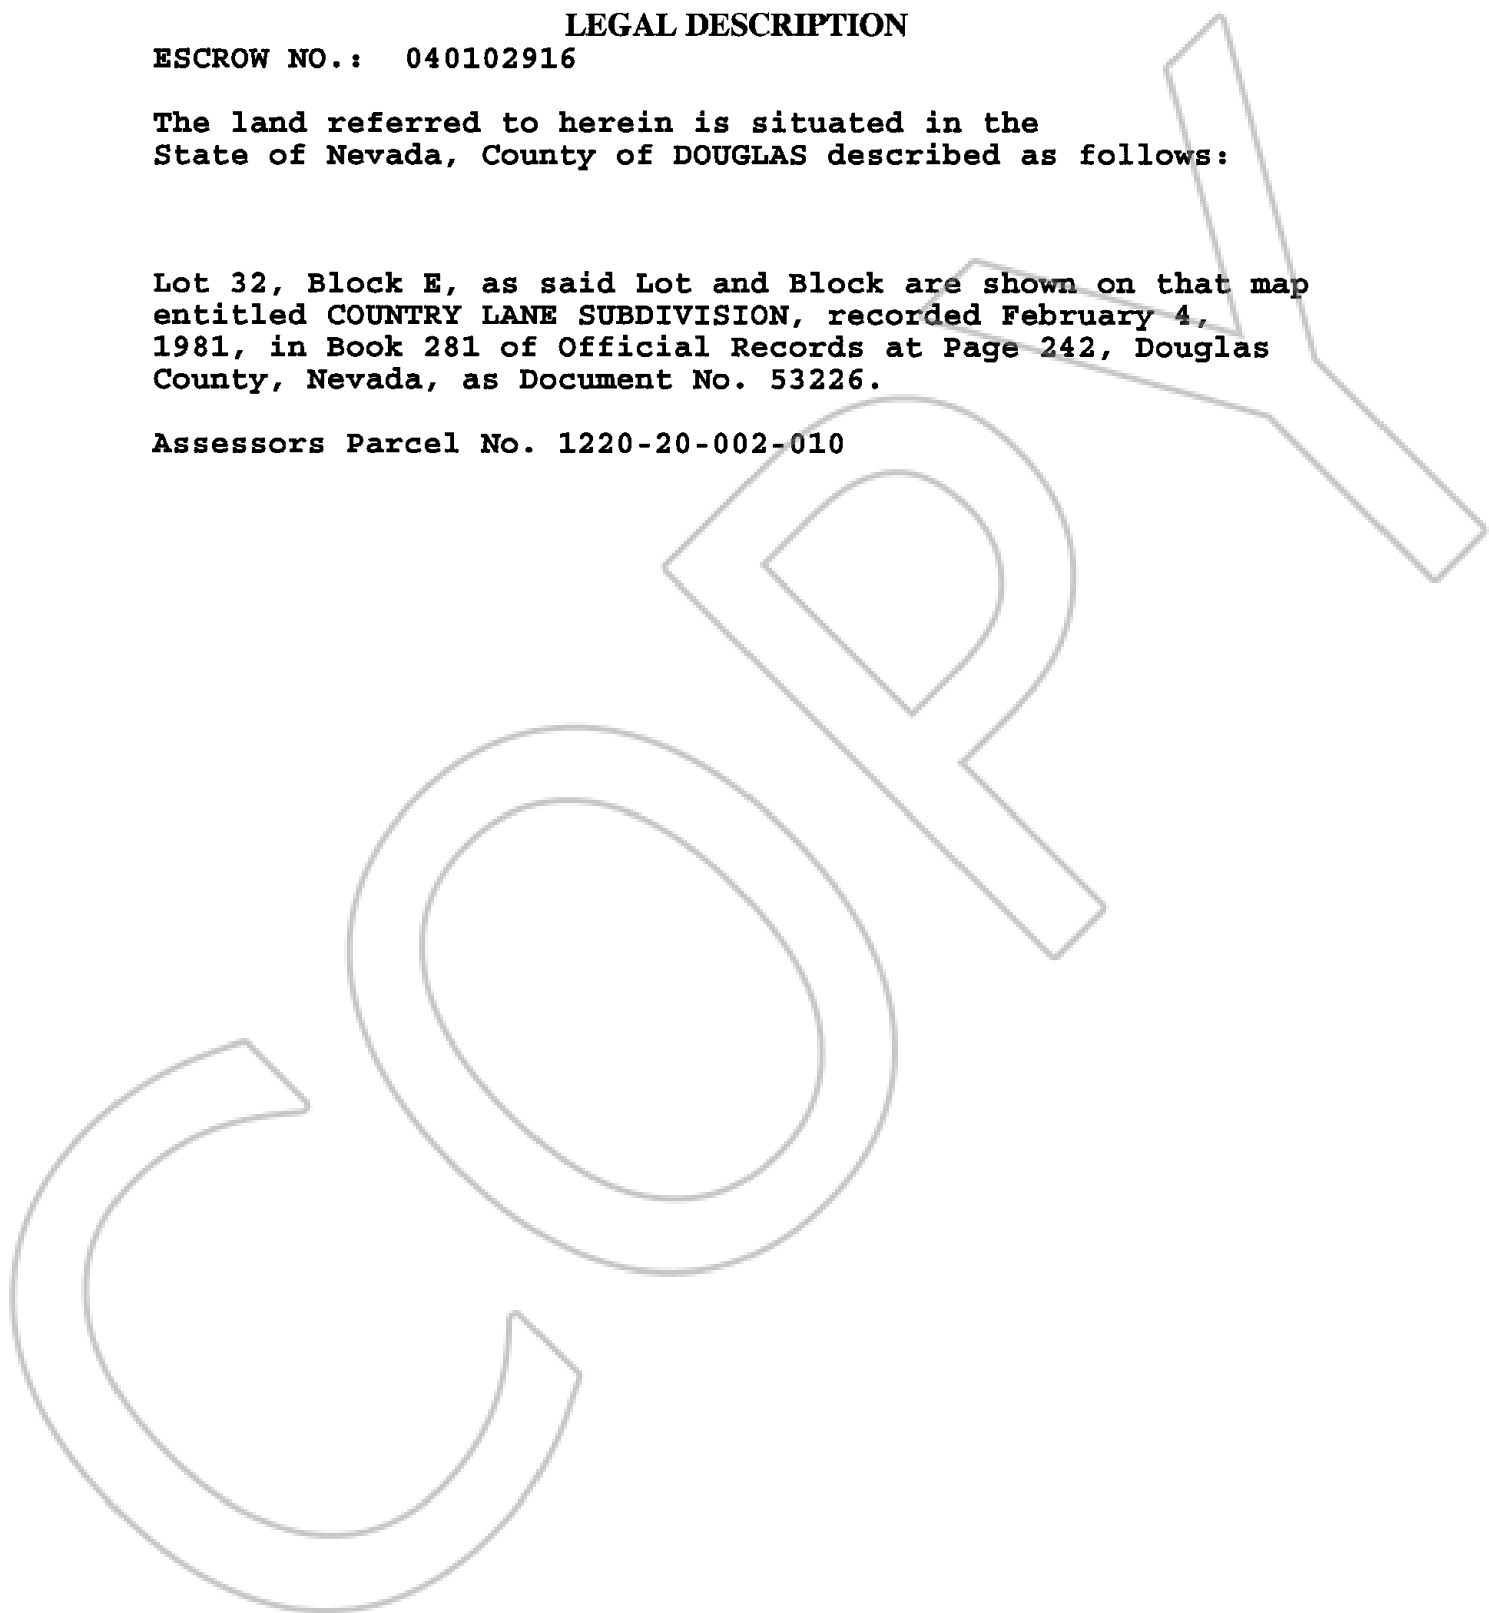 LEGAL DESCRIPTION
ESCROW NO.: 040102916
The land referred to herein is situated in the
State of Nevada, County of DOUGLAS described as follows:
Lot 32, Block E, as said Lot and Block are shown on that map
entitled COUNTRY LANE SUBDIVISION, recorded February 4,
1981, in Book 281 of Official Records at Page 242, Douglas
County, Nevada, as Document No. 53226.
Assessors Parcel No. 1220-20-002-010
COPY